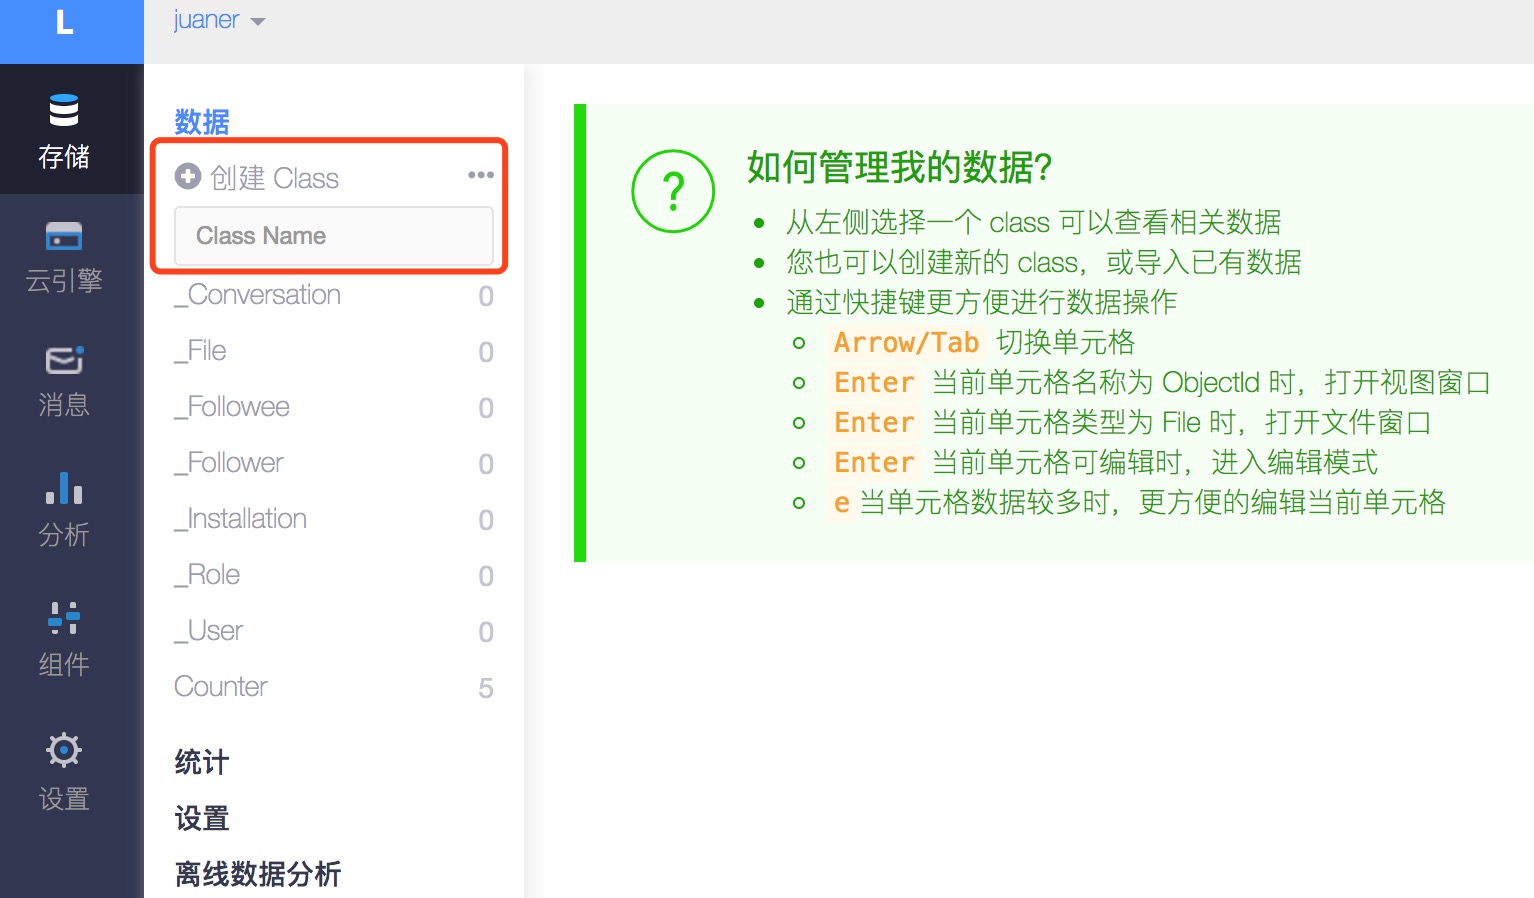 L
juaner
存储
云引擎
消息
分析
组件
设置
数据
创建 Class
Class Name
_Conversation 0
_File 0
_Followee 0
_Follower 0
_Installation 0
_Role 0
_User 0
Counter 5
统计
设置
离线数据分析
?
如何管理我的数据?
从左侧选择一个 class 可以查看相关数据
您也可以创建新的 class，或导入已有数据
通过快捷键更方便进行数据操作
Arrow/Tab 切换单元格
Enter 当前单元格名称为 ObjectId 时，打开视图窗口
Enter 当前单元格类型为 File 时，打开文件窗口
Enter 当前单元格可编辑时，进入编辑模式
e 当单元格数据较多时，更方便的编辑当前单元格